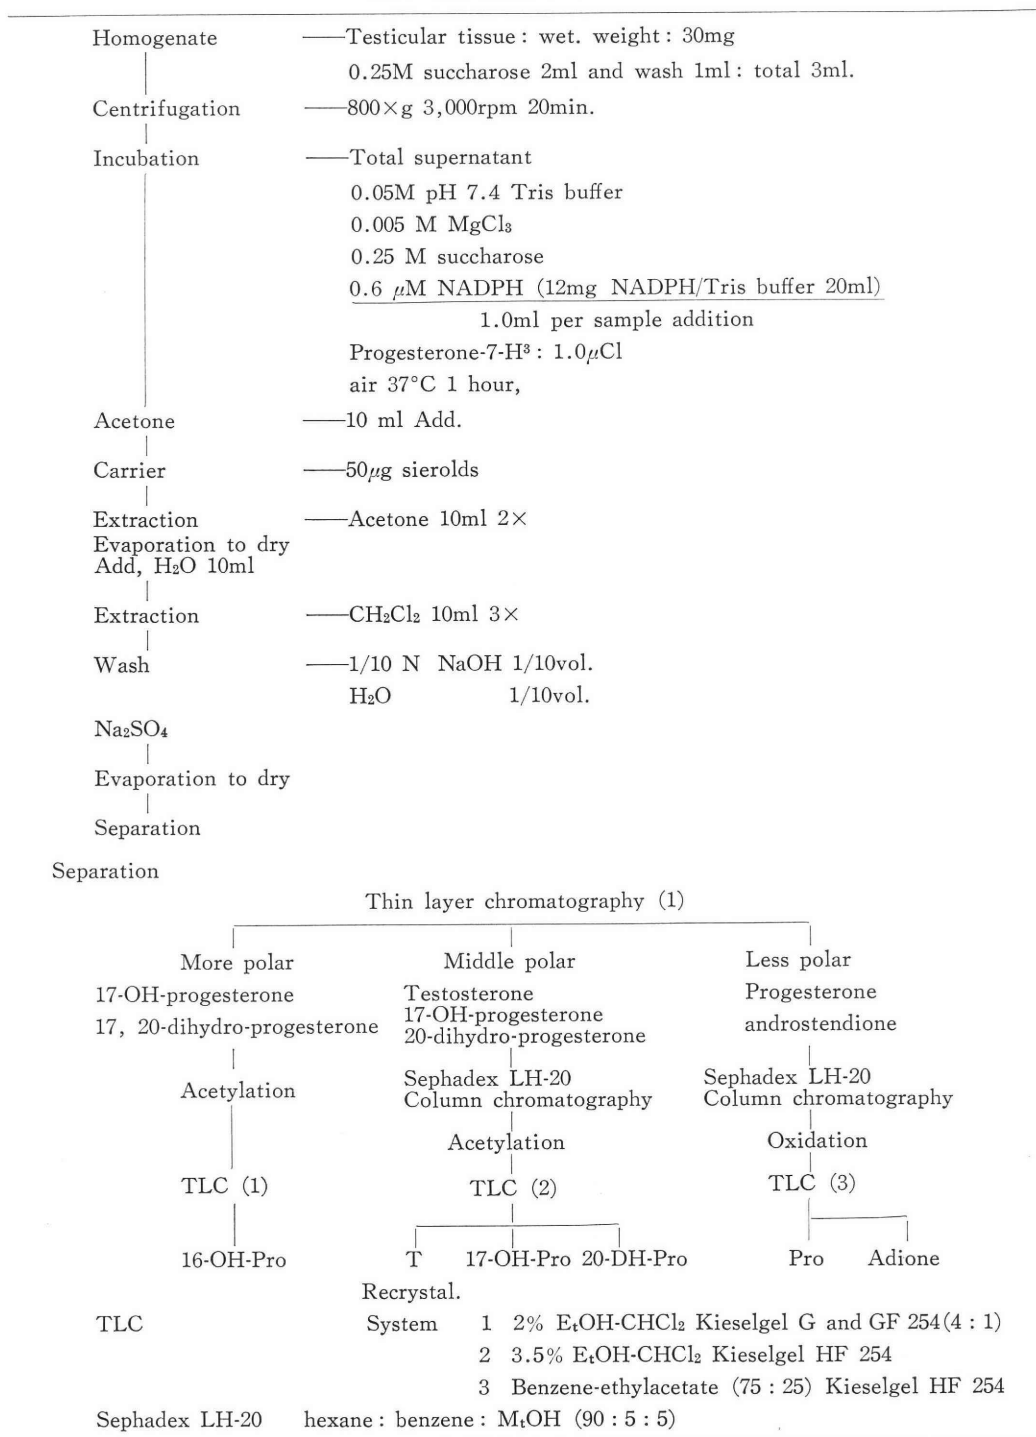 Homogenate ——Testicular tissue : wet. weight : 30mg
0.25M succharose 2ml and wash 1ml : total 3ml.
Centrifugation ——800×g 3,000rpm 20min.
Incubation ——Total supernatant
0.05M pH 7.4 Tris buffer
0.005 M MgCl₃
0.25 M succharose
0.6 μM NADPH (12mg NADPH/Tris buffer 20ml)
1.0ml per sample addition
Progesterone-7-H³ : 1.0μCl
air 37°C 1 hour,
Acetone ——10 ml Add.
Carrier ——50μg sierolds
Extraction ——Acetone 10ml 2×
Evaporation to dry
Add, H₂O 10ml
Extraction ——CH₂Cl₂ 10ml 3×
Wash ——1/10 N NaOH 1/10vol.
H₂O 1/10vol.
Na₂SO₄
Evaporation to dry
Separation
Separation
Thin layer chromatography (1)
More polar Middle polar Less polar
17-OH-progesterone Testosterone Progesterone
17-OH-progesterone
17, 20-dihydro-progesterone 20-dihydro-progesterone androstendione
Acetylation Sephadex LH-20 Sephadex LH-20
Column chromatography Column chromatography
Acetylation Oxidation
TLC (1) TLC (2) TLC (3)
16-OH-Pro T 17-OH-Pro 20-DH-Pro Pro Adione
Recrystal.
TLC System 1 2% EtOH-CHCl₂ Kieselgel G and GF 254(4 : 1)
2 3.5% EtOH-CHCl₂ Kieselgel HF 254
3 Benzene-ethylacetate (75 : 25) Kieselgel HF 254
Sephadex LH-20 hexane : benzene : MtOH (90 : 5 : 5)